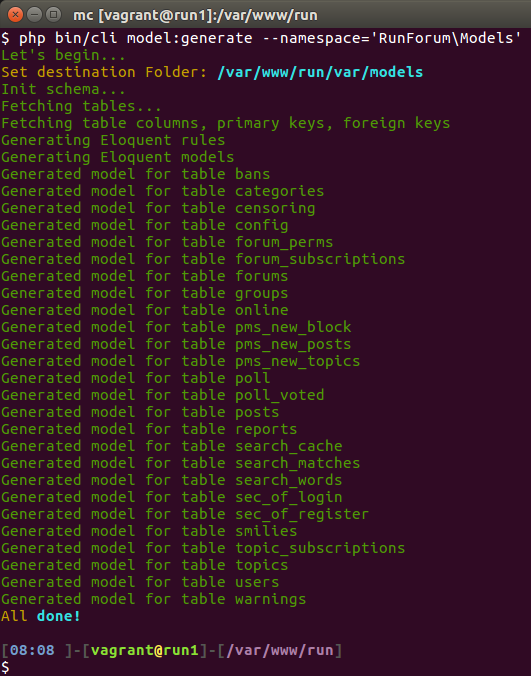 mc [vagrant@run1]:/var/www/run
$ php bin/cli model:generate --namespace='RunForum\Models'
Let's begin...
Set destination Folder: /var/www/run/var/models
Init schema...
Fetching tables...
Fetching table columns, primary keys, foreign keys
Generating Eloquent rules
Generating Eloquent models
Generated model for table bans
Generated model for table categories
Generated model for table censoring
Generated model for table config
Generated model for table forum_perms
Generated model for table forum_subscriptions
Generated model for table forums
Generated model for table groups
Generated model for table online
Generated model for table pms_new_block
Generated model for table pms_new_posts
Generated model for table pms_new_topics
Generated model for table poll
Generated model for table poll_voted
Generated model for table posts
Generated model for table reports
Generated model for table search_cache
Generated model for table search_matches
Generated model for table search_words
Generated model for table sec_of_login
Generated model for table sec_of_register
Generated model for table smilies
Generated model for table topic_subscriptions
Generated model for table topics
Generated model for table users
Generated model for table warnings
All done!
[08:08 ]-[vagrant@run1]-[/var/www/run]
$